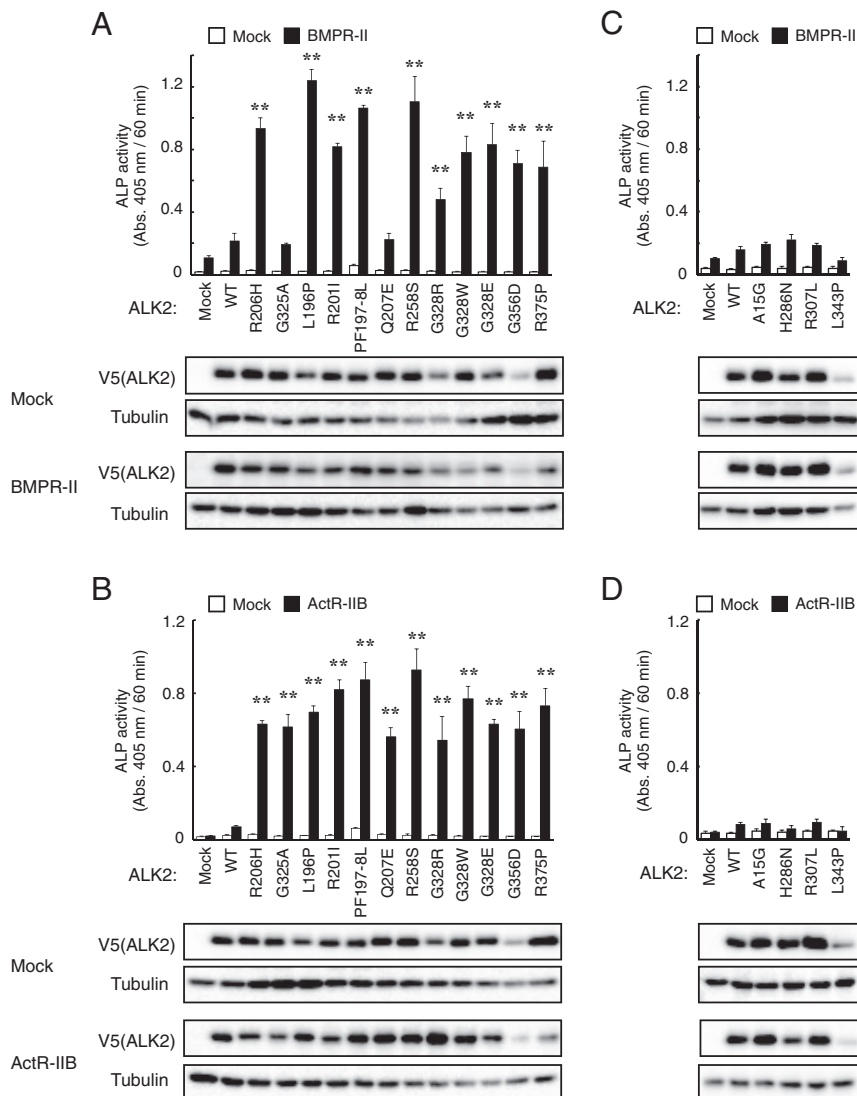 A
Mock BMPR-II
ALP activity
(Abs. 405 nm / 60 min)
1.2
0.8
0.4
0
** ** ** ** ** ** ** ** ** **
ALK2: Mock WT R206H G325A L196P R201I PF197-8L Q207E R258S G328R G328W G328E G356D R375P
Mock
V5(ALK2)
Tubulin
BMPR-II
V5(ALK2)
Tubulin
C
Mock BMPR-II
ALP activity
(Abs. 405 nm / 60 min)
1.2
0.8
0.4
0
ALK2: Mock WT A15G H286N R307L L343P
B
Mock ActR-IIB
ALP activity
(Abs. 405 nm / 60 min)
1.2
0.8
0.4
0
** ** ** ** ** ** ** ** ** ** ** **
ALK2: Mock WT R206H G325A L196P R201I PF197-8L Q207E R258S G328R G328W G328E G356D R375P
Mock
V5(ALK2)
Tubulin
ActR-IIB
V5(ALK2)
Tubulin
D
Mock ActR-IIB
ALP activity
(Abs. 405 nm / 60 min)
1.2
0.8
0.4
0
ALK2: Mock WT A15G H286N R307L L343P